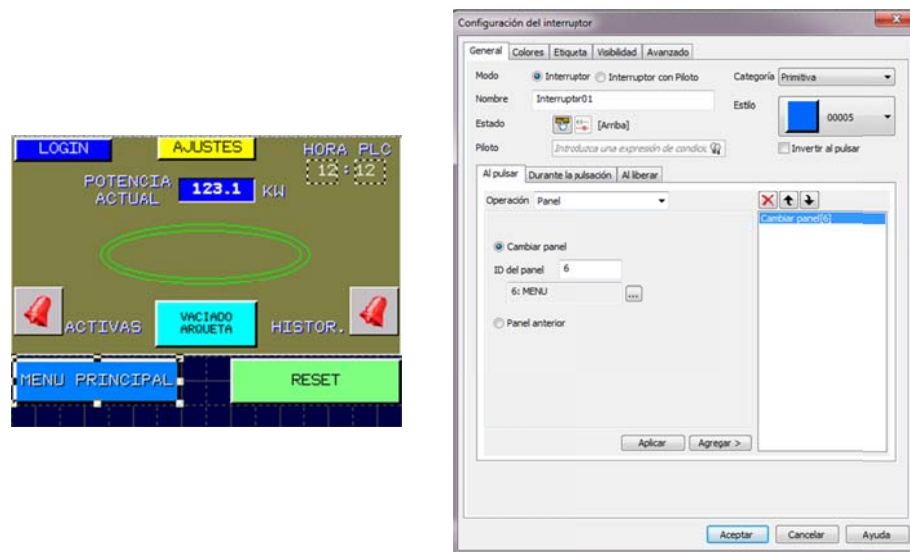 LOGIN
AJUSTES
HORA PLC
12:12
POTENCIA
ACTUAL
123.1
KW
ACTIVAS
VACIADO
ARQUETA
HISTOR.
MENU PRINCIPAL
RESET
Configuración del interruptor
General Colores Etiqueta Visibilidad Avanzado
Modo Interruptor Interruptor con Piloto Categoría Primitiva
Nombre Interruptor01 Estilo 00005
Estado [Arriba]
Piloto Introduzca una expresión de condic Invertir al pulsar
Al pulsar Durante la pulsación Al liberar
Operación Panel
Cambiar panel[6]
Cambiar panel
ID del panel 6
6: MENU ...
Panel anterior
Aplicar Agregar >
Aceptar Cancelar Ayuda